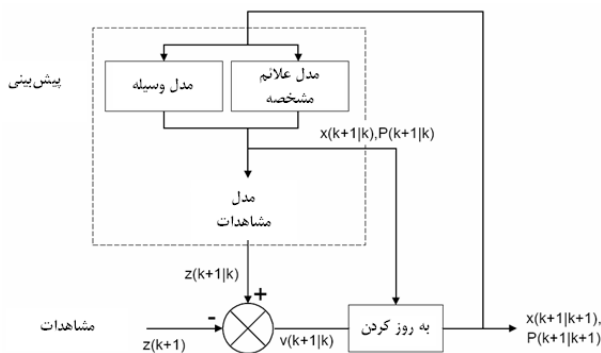 پیش‌بینی
مدل وسیله
مدل علائم
مشخصه
x(k+1|k),P(k+1|k)
مدل
مشاهدات
z(k+1|k)
+
-
مشاهدات
z(k+1)
v(k+1|k)
به روز کردن
x(k+1|k+1),
P(k+1|k+1)